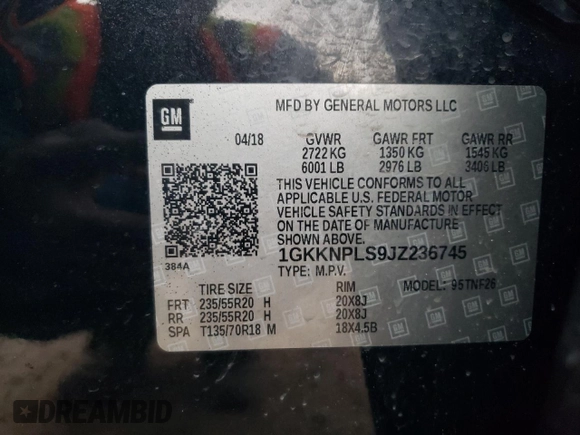 GM
MFD BY GENERAL MOTORS LLC
04/18 GVWR GAWR FRT GAWR RR
2722 KG 1350 KG 1545 KG
6001 LB 2976 LB 3406 LB
THIS VEHICLE CONFORMS TO ALL
APPLICABLE U.S. FEDERAL MOTOR
VEHICLE SAFETY STANDARDS IN EFFECT
ON THE DATE OF MANUFACTURE
SHOWN ABOVE.
384A
1GKKNPLS9JZ236745
TYPE: M.P.V. MODEL: 95TNF26
TIRE SIZE RIM
FRT 235/55R20 H 20X8J
RR 235/55R20 H 20X8J
SPA T135/70R18 M 18X4.5B
DREAMBID